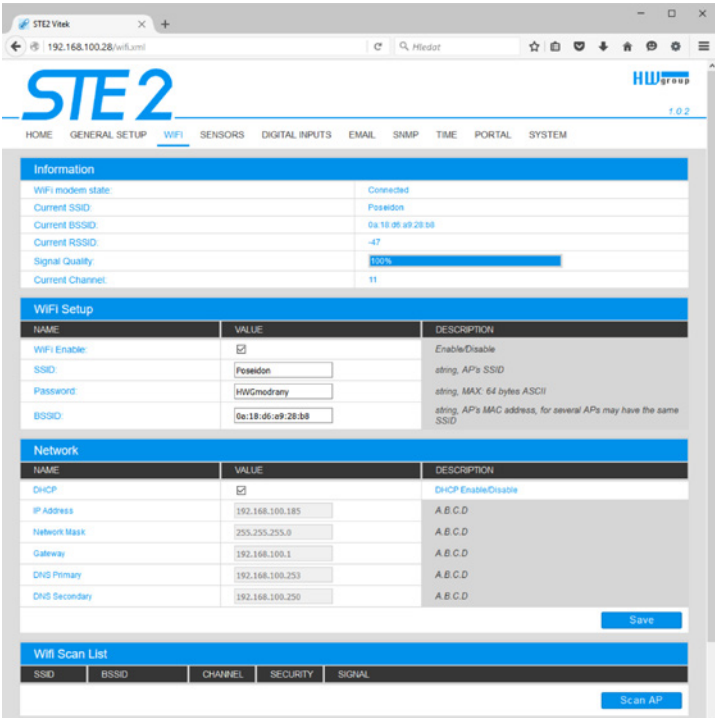 STE2 Vitek
192.168.100.28/wifi.xml
Hledat
HWgroup
STE2
1.0.2
HOME GENERAL SETUP WIFI SENSORS DIGITAL INPUTS EMAIL SNMP TIME PORTAL SYSTEM
Information
WiFi modem state: Connected
Current SSID: Poseidon
Current BSSID: 0a:18:d6:a9:28:b8
Current RSSID: -47
Signal Quality: 100%
Current Channel: 11
WiFi Setup
NAME VALUE DESCRIPTION
WiFi Enable: Enable/Disable
SSID: Poseidon string, AP's SSID
Password: HWGmodrany string, MAX: 64 bytes ASCII
BSSID: 0a:18:d6:a9:28:b8 string, AP's MAC address, for several APs may have the same
SSID
Network
NAME VALUE DESCRIPTION
DHCP DHCP Enable/Disable
IP Address 192.168.100.185 A.B.C.D
Network Mask 255.255.255.0 A.B.C.D
Gateway 192.168.100.1 A.B.C.D
DNS Primary 192.168.100.253 A.B.C.D
DNS Secondary 192.168.100.250 A.B.C.D
Save
Wifi Scan List
SSID BSSID CHANNEL SECURITY SIGNAL
Scan AP